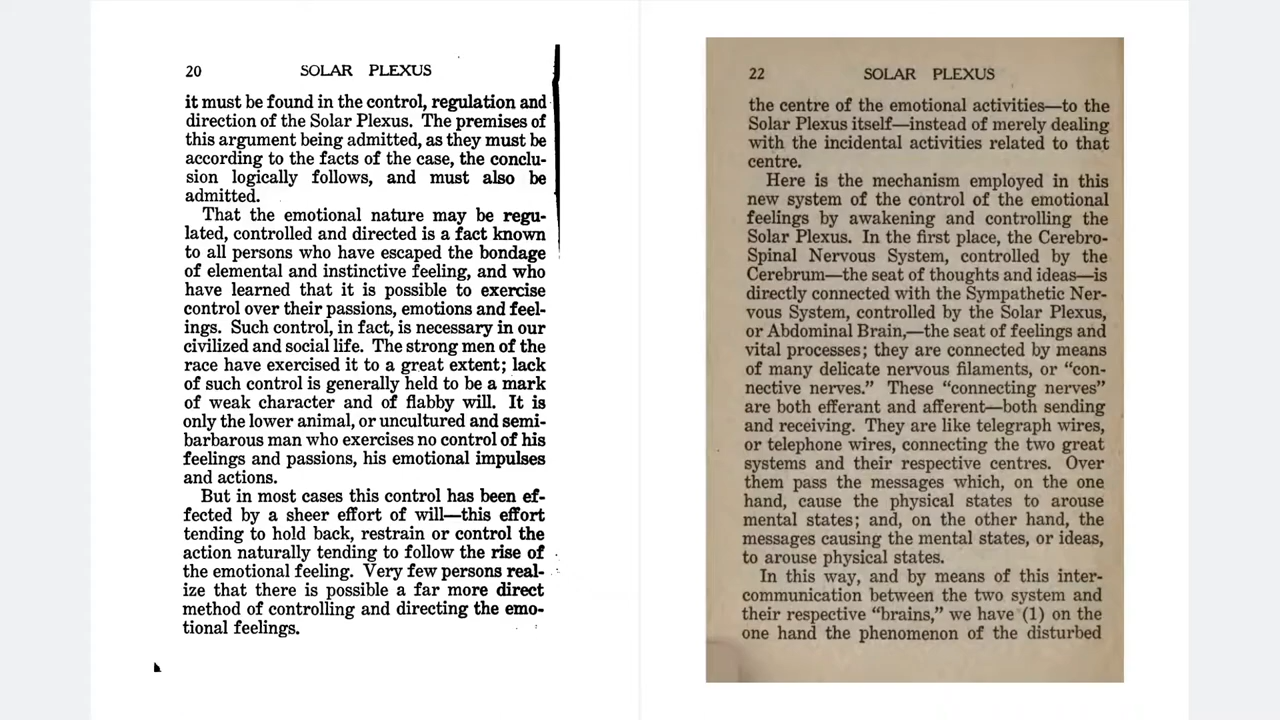 20 SOLAR PLEXUS
it must be found in the control, regulation and
direction of the Solar Plexus. The premises of
this argument being admitted, as they must be
according to the facts of the case, the conclu-
sion logically follows, and must also be
admitted.
That the emotional nature may be regu-
lated, controlled and directed is a fact known
to all persons who have escaped the bondage
of elemental and instinctive feeling, and who
have learned that it is possible to exercise
control over their passions, emotions and feel-
ings. Such control, in fact, is necessary in our
civilized and social life. The strong men of the
race have exercised it to a great extent; lack
of such control is generally held to be a mark
of weak character and of flabby will. It is
only the lower animal, or uncultured and semi-
barbarous man who exercises no control of his
feelings and passions, his emotional impulses
and actions.
But in most cases this control has been ef-
fected by a sheer effort of will—this effort
tending to hold back, restrain or control the
action naturally tending to follow the rise of
the emotional feeling. Very few persons real-
ize that there is possible a far more direct
method of controlling and directing the emo-
tional feelings.
22 SOLAR PLEXUS
the centre of the emotional activities—to the
Solar Plexus itself—instead of merely dealing
with the incidental activities related to that
centre.
Here is the mechanism employed in this
new system of the control of the emotional
feelings by awakening and controlling the
Solar Plexus. In the first place, the Cerebro-
Spinal Nervous System, controlled by the
Cerebrum—the seat of thoughts and ideas—is
directly connected with the Sympathetic Ner-
vous System, controlled by the Solar Plexus,
or Abdominal Brain,—the seat of feelings and
vital processes; they are connected by means
of many delicate nervous filaments, or “con-
nective nerves.” These “connecting nerves”
are both efferant and afferent—both sending
and receiving. They are like telegraph wires,
or telephone wires, connecting the two great
systems and their respective centres. Over
them pass the messages which, on the one
hand, cause the physical states to arouse
mental states; and, on the other hand, the
messages causing the mental states, or ideas,
to arouse physical states.
In this way, and by means of this inter-
communication between the two system and
their respective “brains,” we have (1) on the
one hand the phenomenon of the disturbed